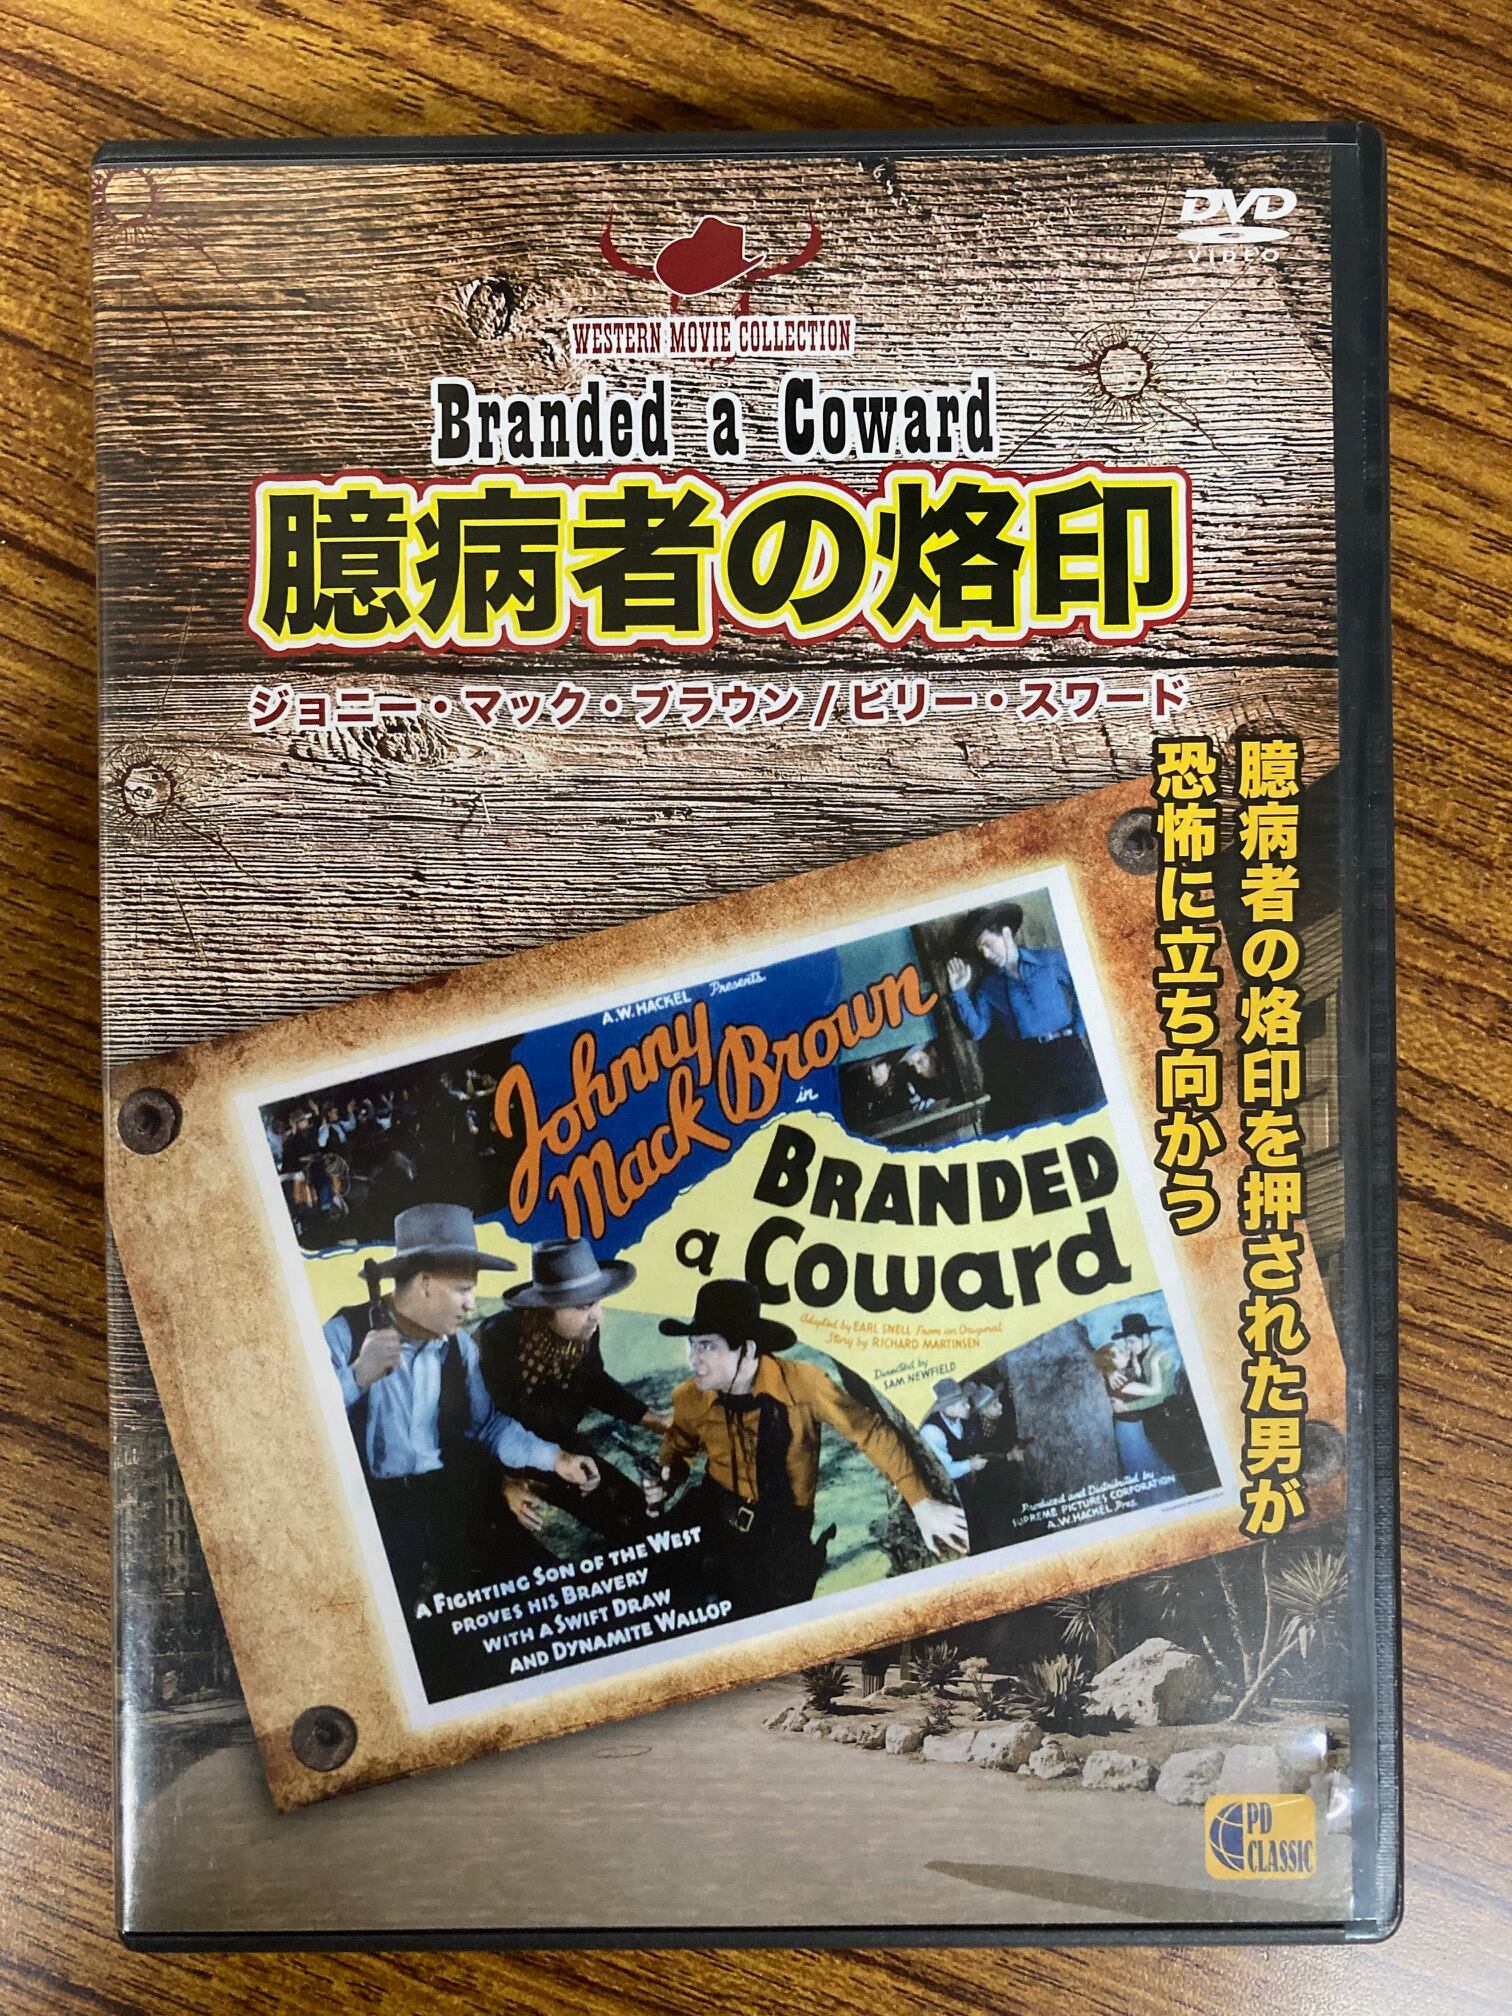 DVD
VIDEO
WESTERN MOVIE COLLECTION
Branded a Coward
臆病者の烙印
ジョニー・マック・ブラウン/ビリー・スワード
臆病者の烙印を押された男が
恐怖に立ち向かう
A.W. HACKEL Presents
Johnny
Mack Brown
in
BRANDED
a Coward
Adapted by EARL SNELL From an Original
Story by RICHARD MARTINSEN
Directed by
SAM NEWFIELD
A FIGHTING SON OF THE WEST
PROVES HIS BRAVERY
WITH A SWIFT DRAW
AND DYNAMITE WALLOP
Produced and Distributed by
SUPREME PICTURES CORPORATION
A.W. HACKEL, Pres.
PD
CLASSIC